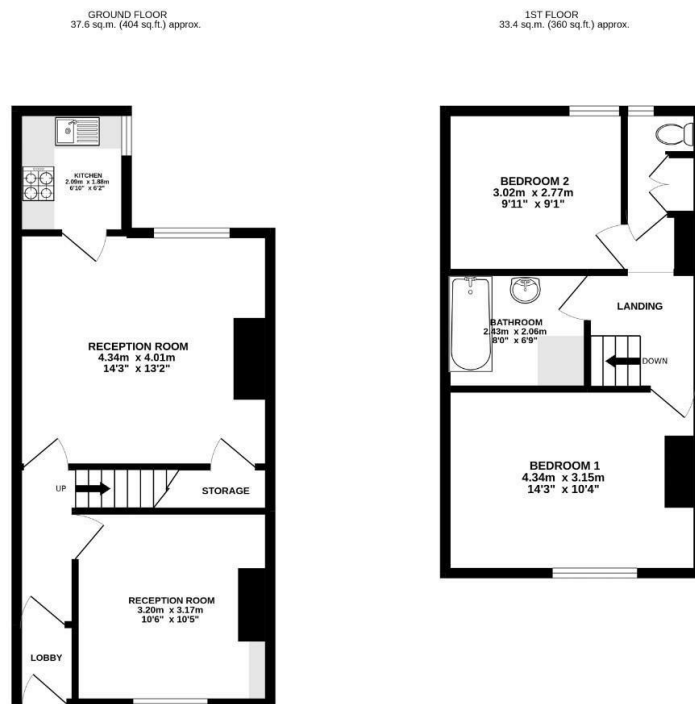 GROUND FLOOR
37.6 sq.m. (404 sq.ft.) approx.
1ST FLOOR
33.4 sq.m. (360 sq.ft.) approx.
KITCHEN
2.09m x 1.88m
6'10" x 6'2"
RECEPTION ROOM
4.34m x 4.01m
14'3" x 13'2"
UP
STORAGE
RECEPTION ROOM
3.20m x 3.17m
10'6" x 10'5"
LOBBY
BEDROOM 2
3.02m x 2.77m
9'11" x 9'1"
LANDING
BATHROOM
2.43m x 2.06m
8'0" x 6'9"
DOWN
BEDROOM 1
4.34m x 3.15m
14'3" x 10'4"